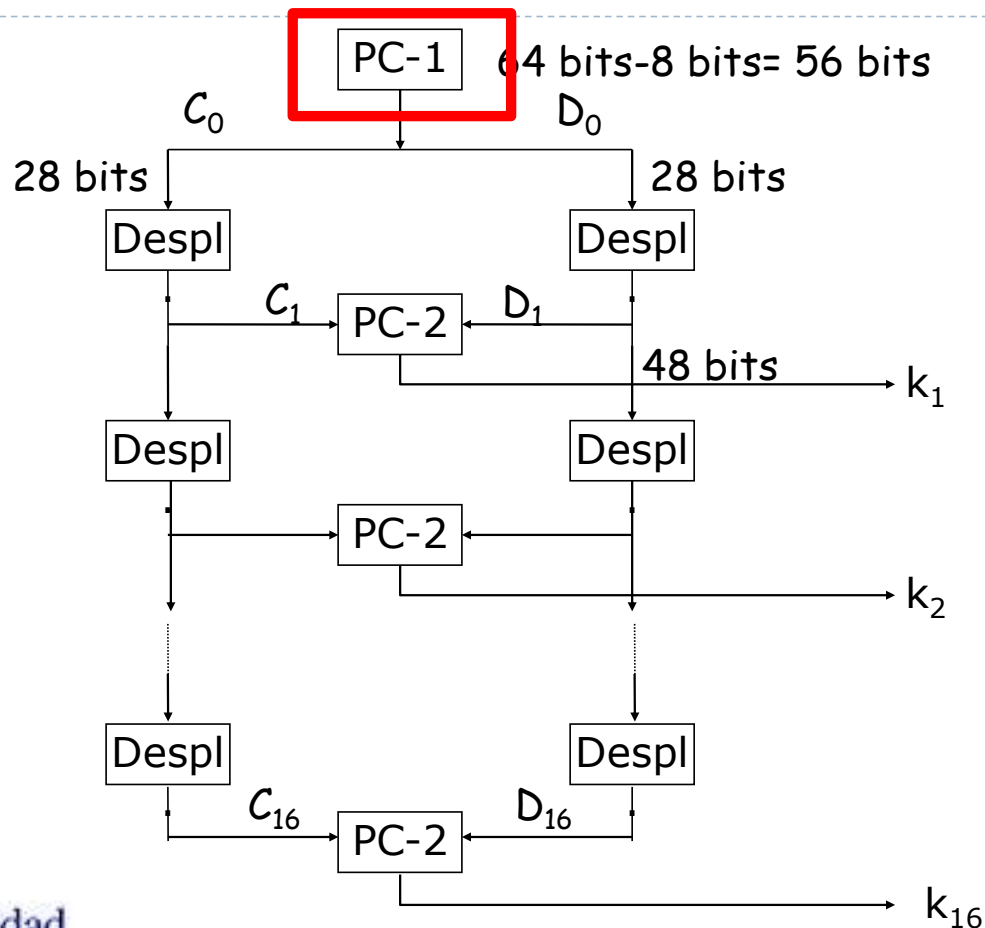 PC-1
64 bits-8 bits= 56 bits
C₀
D₀
28 bits
28 bits
Despl
Despl
C₁
PC-2
D₁
48 bits
k₁
Despl
Despl
PC-2
k₂
Despl
Despl
C₁₆
PC-2
D₁₆
k₁₆